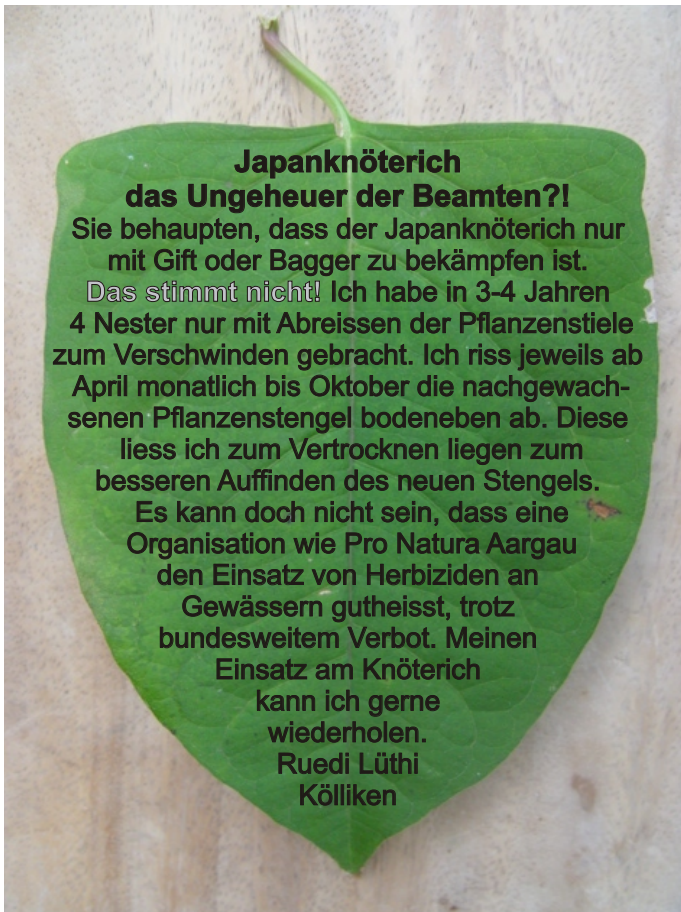 Japanknöterich
das Ungeheuer der Beamten?!
Sie behaupten, dass der Japanknöterich nur
mit Gift oder Bagger zu bekämpfen ist.
Das stimmt nicht! Ich habe in 3-4 Jahren
4 Nester nur mit Abreissen der Pflanzenstiele
zum Verschwinden gebracht. Ich riss jeweils ab
April monatlich bis Oktober die nachgewach-
senen Pflanzenstengel bodeneben ab. Diese
liess ich zum Vertrocknen liegen zum
besseren Auffinden des neuen Stengels.
Es kann doch nicht sein, dass eine
Organisation wie Pro Natura Aargau
den Einsatz von Herbiziden an
Gewässern gutheisst, trotz
bundesweitem Verbot. Meinen
Einsatz am Knöterich
kann ich gerne
wiederholen.
Ruedi Lüthi
Kölliken